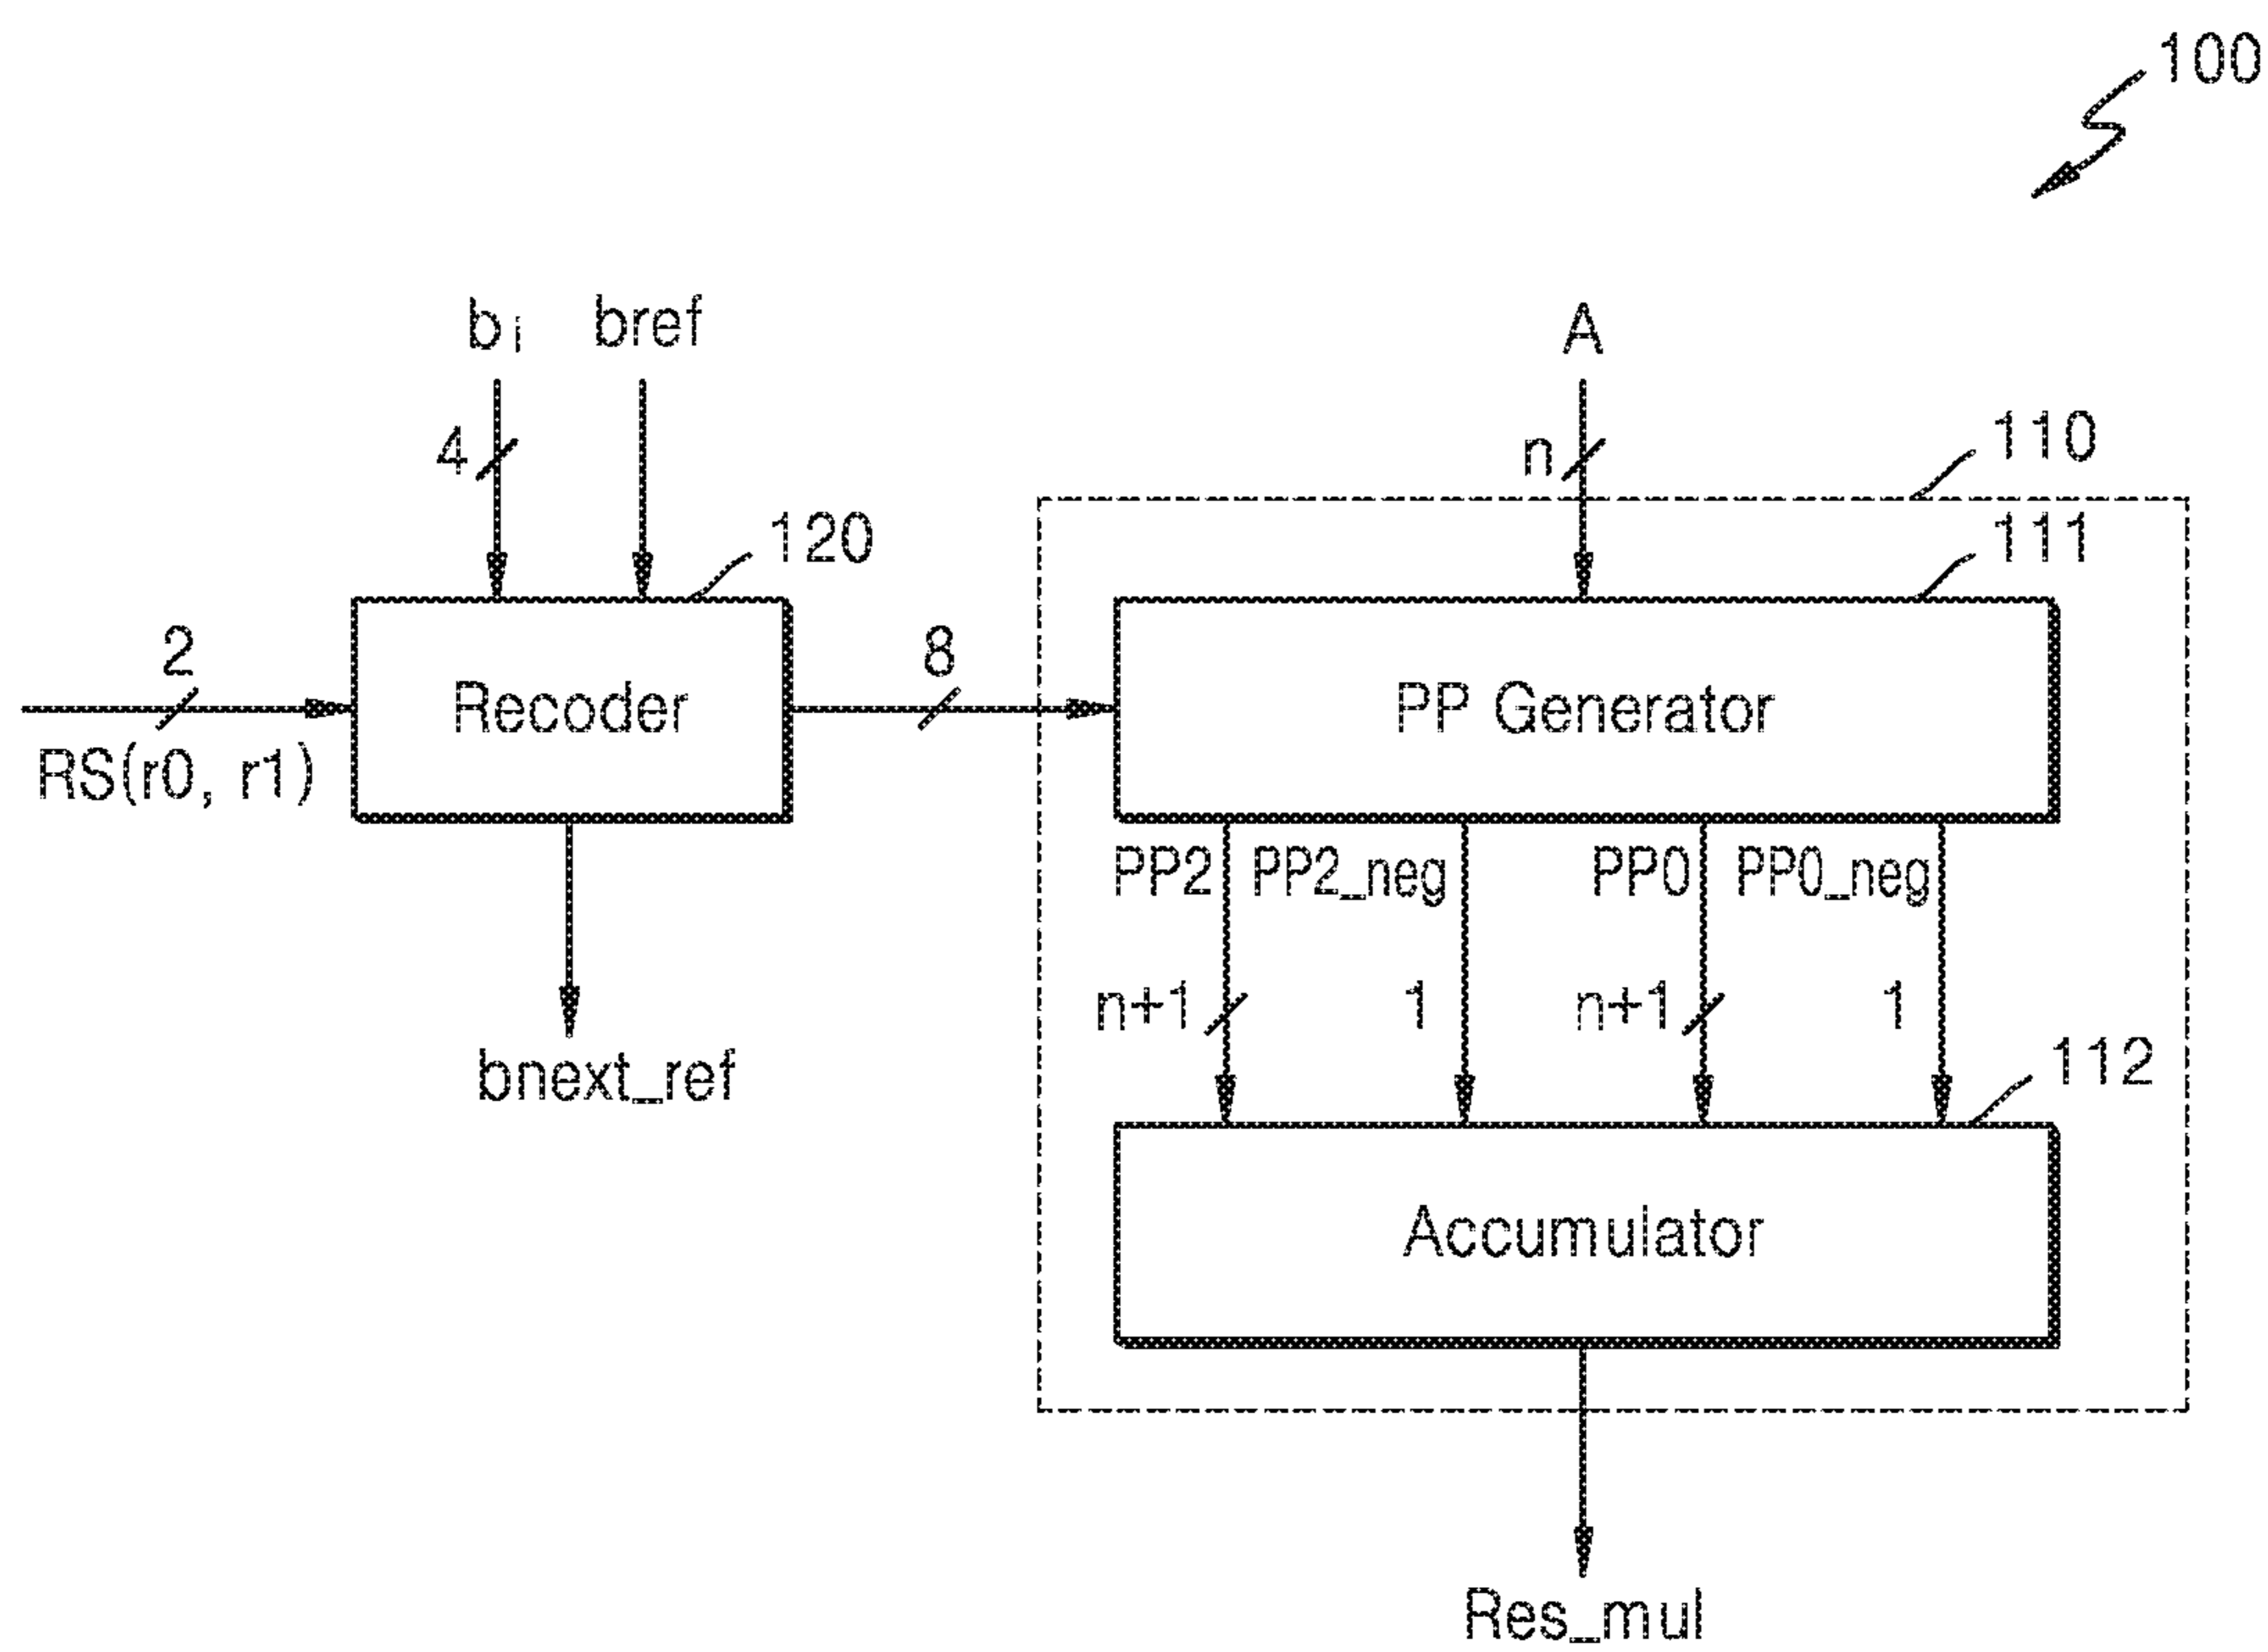 100
bi bref
A
4
n
110
120
111
2
8
Recoder
PP Generator
RS(r0, r1)
PP2 PP2_neg PP0 PP0_neg
n+1 1 n+1 1
bnext_ref
112
Accumulator
Res_mul